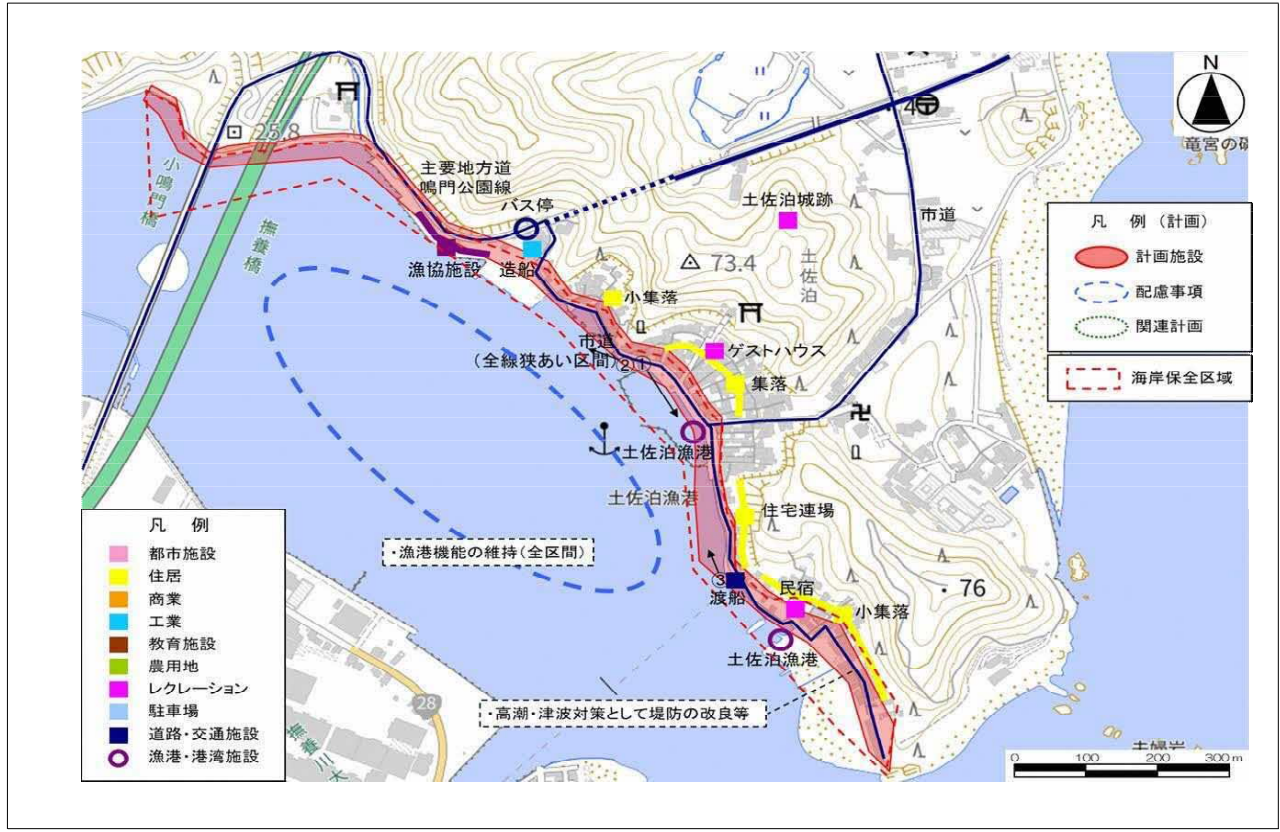 N
竜宮の磯
25.8
4
小鳴門橋
撫養橋
主要地方道
鳴門公園線
バス停
土佐泊城跡
市道
漁協施設
造船
73.4
土佐泊
小集落
市道
(全線狭あい区間)②①
ゲストハウス
集落
土佐泊漁港
土佐泊漁港
住宅連場
・漁港機能の維持(全区間)
③
渡船
民宿
小集落
76
土佐泊漁港
・高潮・津波対策として堤防の改良等
28
撫養川大
夫婦岩
0 100 200 300m
凡 例 (計画)
計画施設
配慮事項
関連計画
海岸保全区域
凡 例
都市施設
住居
商業
工業
教育施設
農用地
レクレーション
駐車場
道路・交通施設
漁港・港湾施設